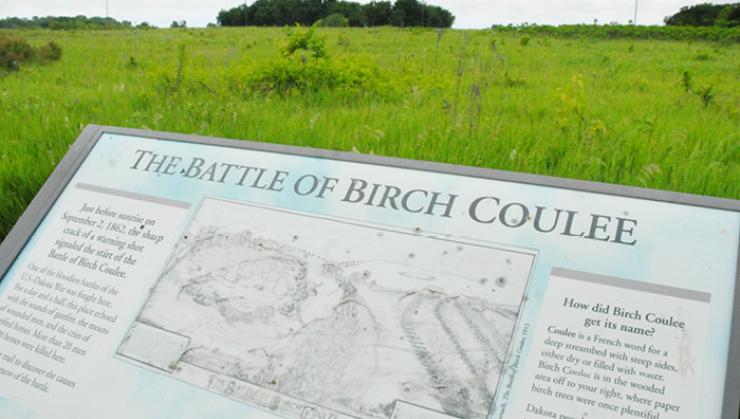 THE BATTLE OF BIRCH COULEE
Just before sunrise on
September 2, 1862, the sharp
crack of a warning shot
signaled the start of the
Battle of Birch Coulee.
One of the bloodiest battles of the
U.S.-Dakota War was fought here.
For a day and a half, this place echoed
with the sounds of gunfire, the moans
of wounded men, and the cries of
horses. More than 20 men
horses were killed here.
trail to discover the causes
of the battle.
THE BATTLE OF BIRCH COULEE
The Battle of Birch Coulee, 1912
How did Birch Coulee
get its name?
Coulee is a French word for a
deep streambed with steep sides,
either dry or filled with water.
Birch Coulee is in the wooded
area off to your right, where paper
birch trees were once plentiful.
Dakota